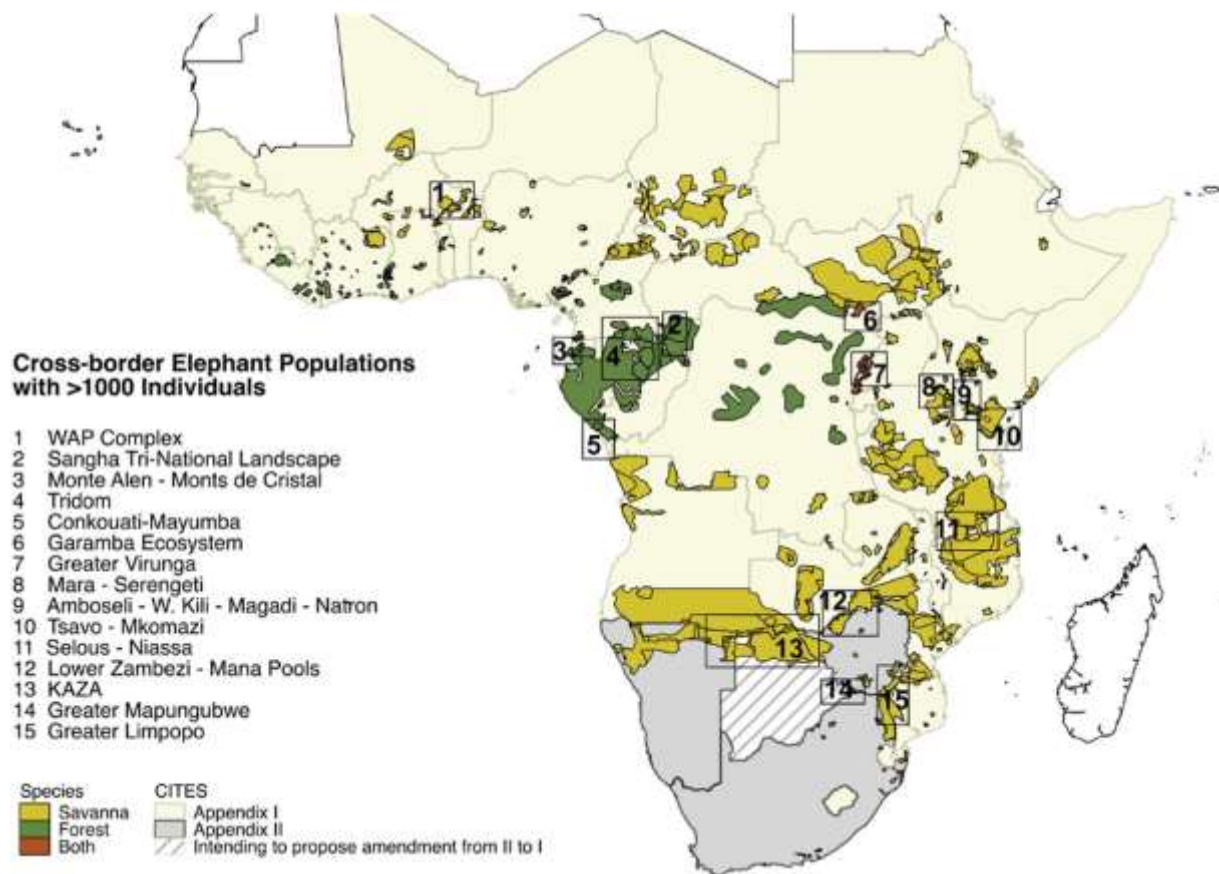 1
2
3
4
5
6
7
8
9
10
11
12
13
14
15
Cross-border Elephant Populations
with >1000 Individuals
1 WAP Complex
2 Sangha Tri-National Landscape
3 Monte Alen - Monts de Cristal
4 Tridom
5 Conkouati-Mayumba
6 Garamba Ecosystem
7 Greater Virunga
8 Mara - Serengeti
9 Amboseli - W. Kili - Magadi - Natron
10 Tsavo - Mkomazi
11 Selous - Niassa
12 Lower Zambezi - Mana Pools
13 KAZA
14 Greater Mapungubwe
15 Greater Limpopo
Species
Savanna
Forest
Both
CITES
Appendix I
Appendix II
Intending to propose amendment from II to I